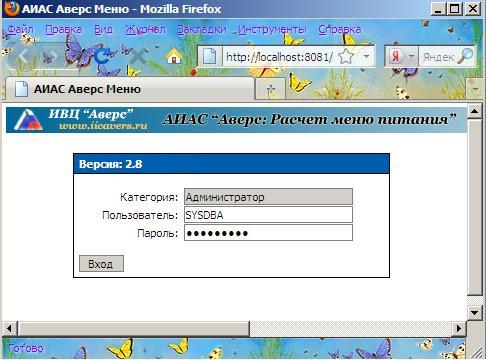 АИАС Аверс Меню - Mozilla Firefox
Файл Правка Вид Журнал Закладки Инструменты Справка
http://localhost:8081/ Я Яндекс
АИАС Аверс Меню
ИВЦ “Аверс”
www.iicavers.ru
АИАС “Аверс: Расчет меню питания”
Версия: 2.8
Категория: Администратор
Пользователь: SYSDBA
Пароль: •••••••••
Вход
Готово